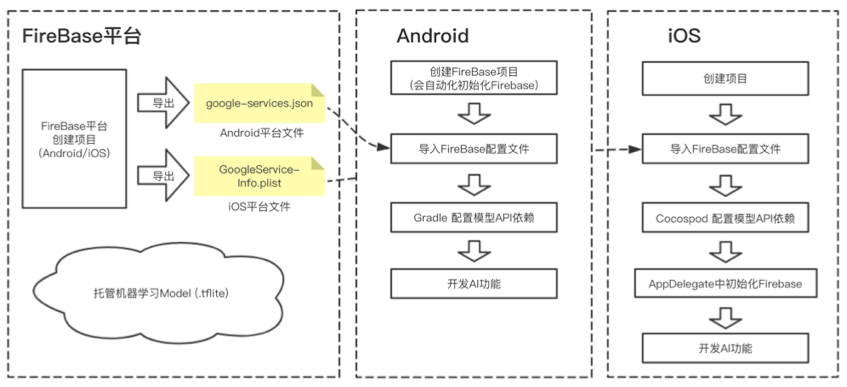 FireBase平台
FireBase平台
创建项目
(Android/iOS)
导出
google-services.json
Android平台文件
导出
GoogleService-
Info.plist
iOS平台文件
托管机器学习Model (.tflite)
Android
创建FireBase项目
(会自动化初始化Firebase)
导入FireBase配置文件
Gradle 配置模型API依赖
开发AI功能
iOS
创建项目
导入FireBase配置文件
Cocospod 配置模型API依赖
AppDelegate中初始化Firebase
开发AI功能